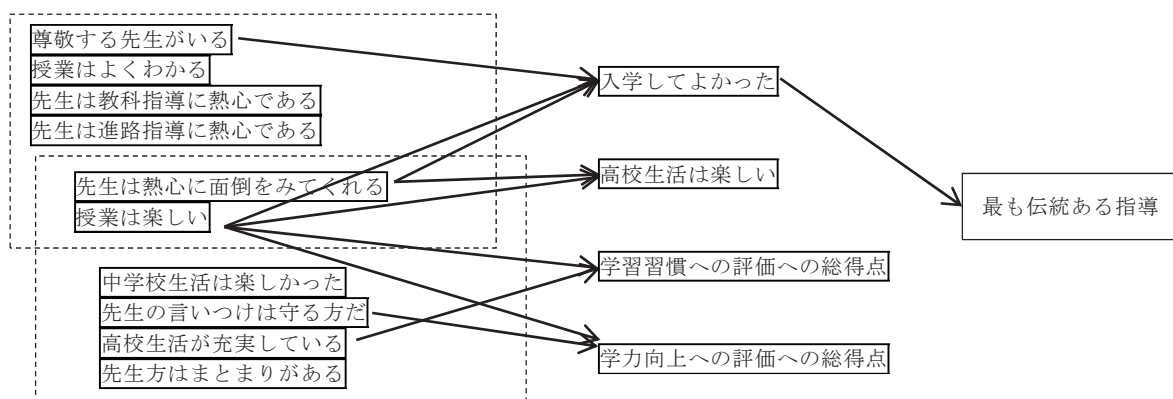 尊敬する先生がいる
授業はよくわかる
先生は教科指導に熱心である
先生は進路指導に熱心である
先生は熱心に面倒をみてくれる
授業は楽しい
中学校生活は楽しかった
先生の言いつけは守る方だ
高校生活が充実している
先生方はまとまりがある
入学してよかった
高校生活は楽しい
学習習慣への評価への総得点
学力向上への評価への総得点
最も伝統ある指導